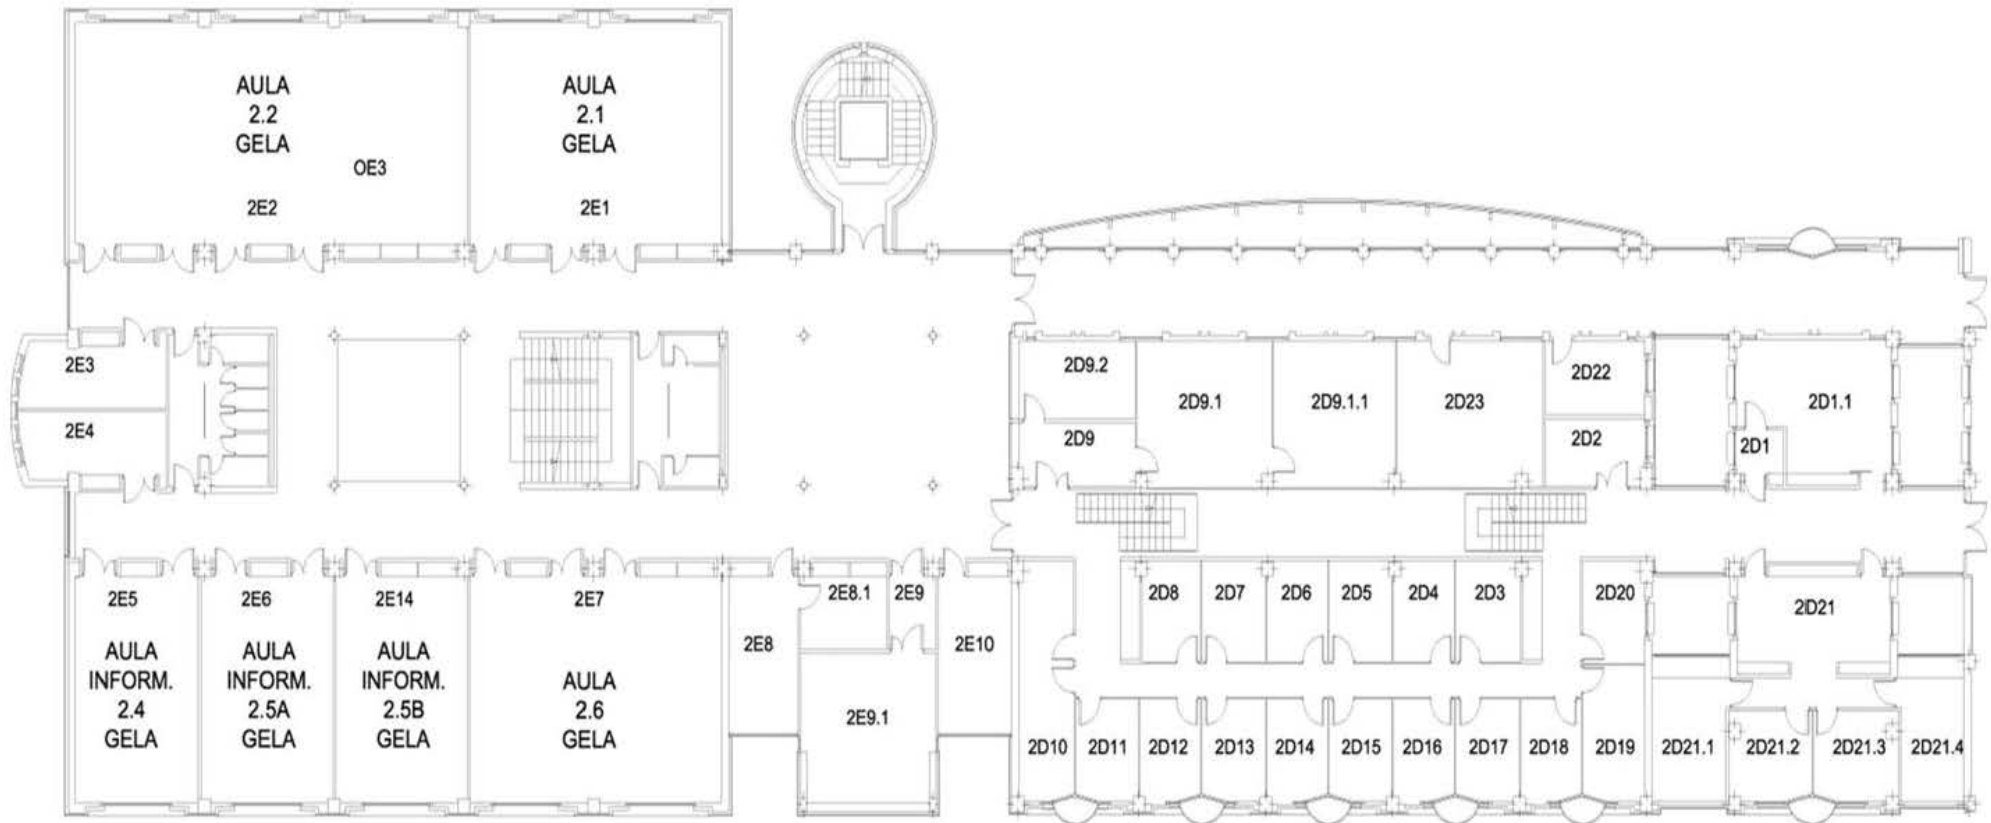 AULA
2.2
GELA
OE3
2E2
AULA
2.1
GELA
2E1
2E3
2E4
2D9.2
2D9
2D9.1
2D9.1.1
2D23
2D22
2D2
2D1.1
2D1
2E5
AULA
INFORM.
2.4
GELA
2E6
AULA
INFORM.
2.5A
GELA
2E14
AULA
INFORM.
2.5B
GELA
2E7
AULA
2.6
GELA
2E8
2E8.1
2E9
2E9.1
2E10
2D8
2D7
2D6
2D5
2D4
2D3
2D20
2D21
2D10
2D11
2D12
2D13
2D14
2D15
2D16
2D17
2D18
2D19
2D21.1
2D21.2
2D21.3
2D21.4